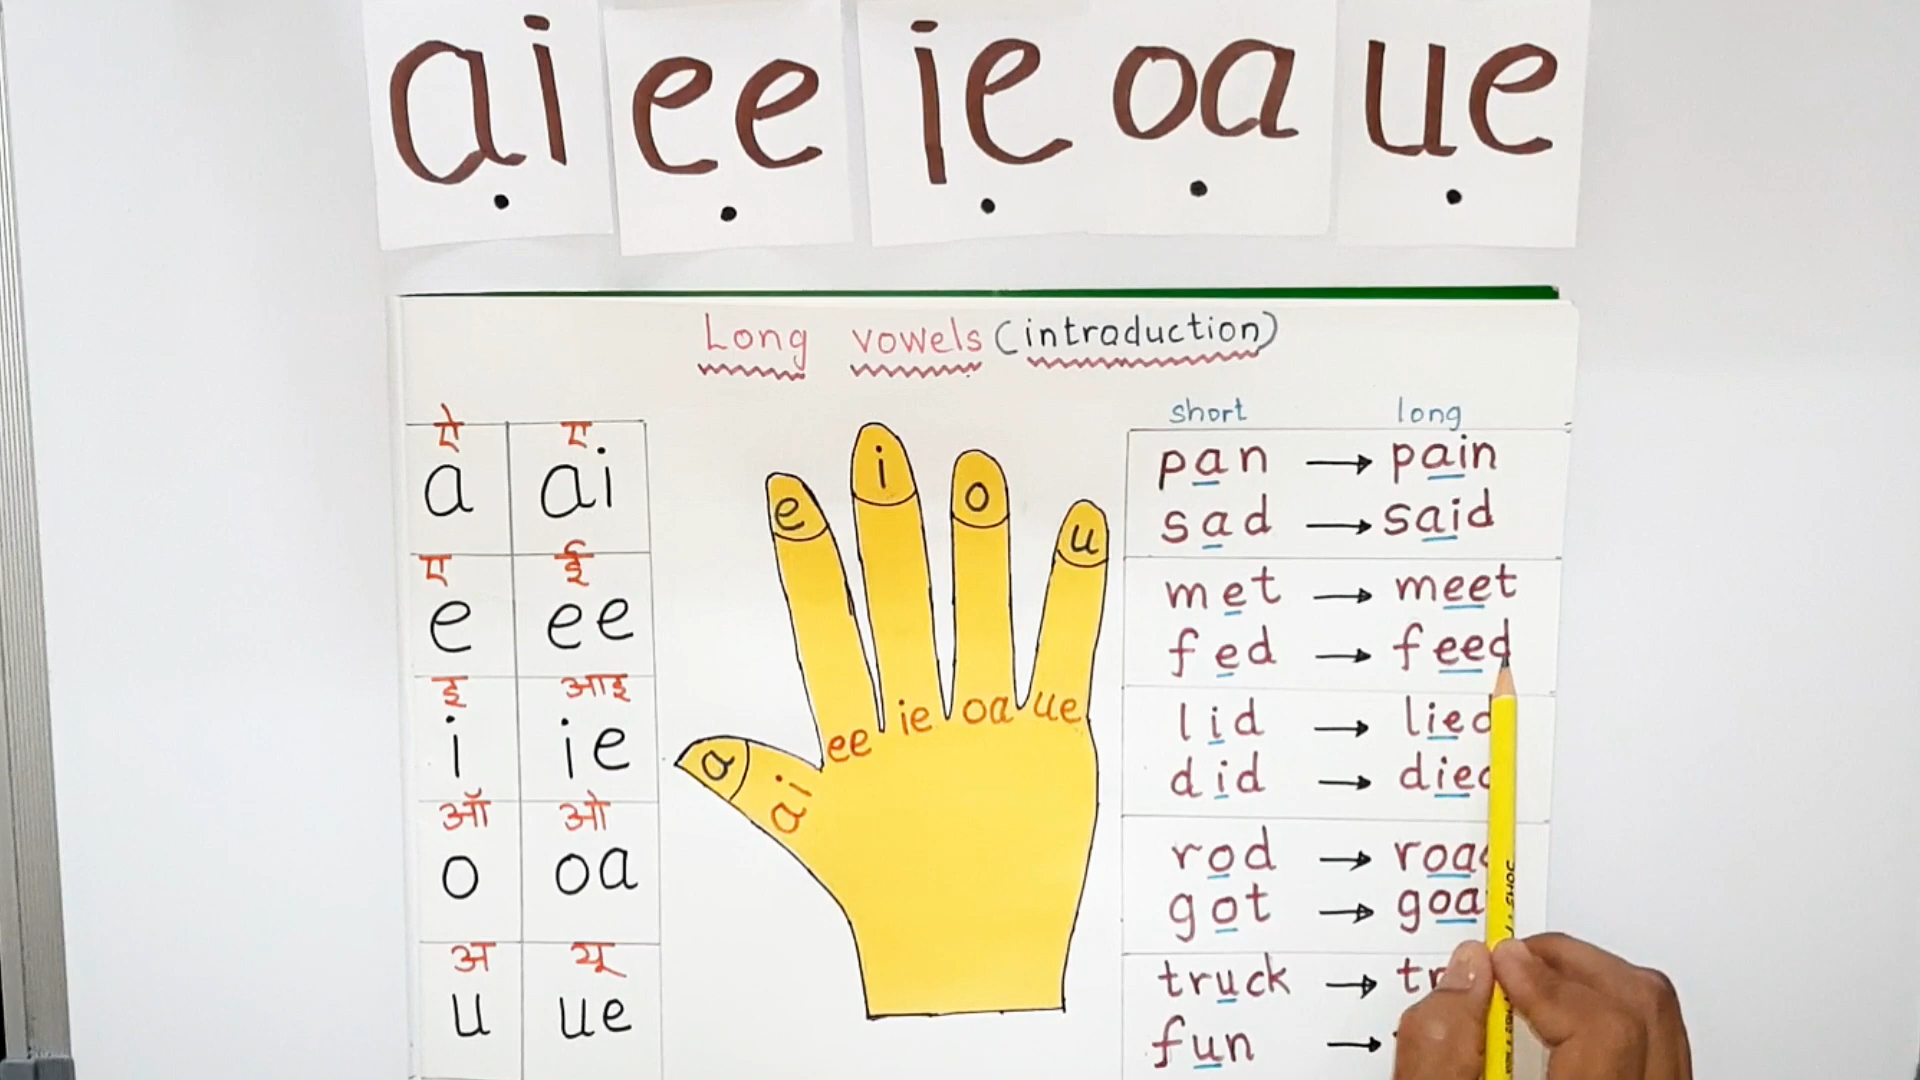 ai ee ie oa ue
Long vowels (introduction)
ऐ ए
a ai
ए ई
e ee
इ आइ
i ie
ऑ ओ
o oa
अ यू
u ue
e i o u
a ai ee ie oa ue
short long
pan → pain
sad → said
met → meet
fed → feed
lid →
did →
rod →
got →
truck →
fun →